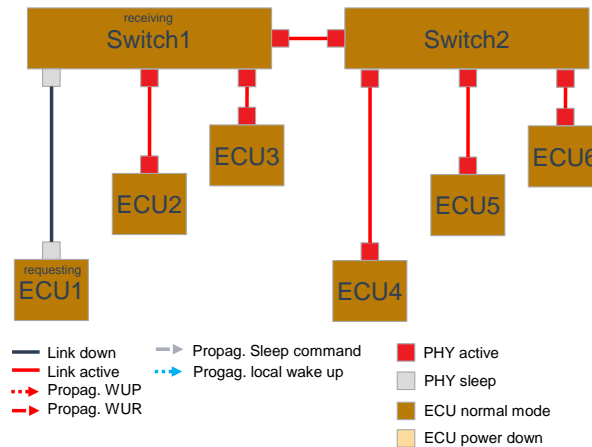 receiving
Switch1
Switch2
ECU3
ECU6
ECU2
ECU5
requesting
ECU1
ECU4
Link down
Link active
Propag. WUP
Propag. WUR
Propag. Sleep command
Progag. local wake up
PHY active
PHY sleep
ECU normal mode
ECU power down